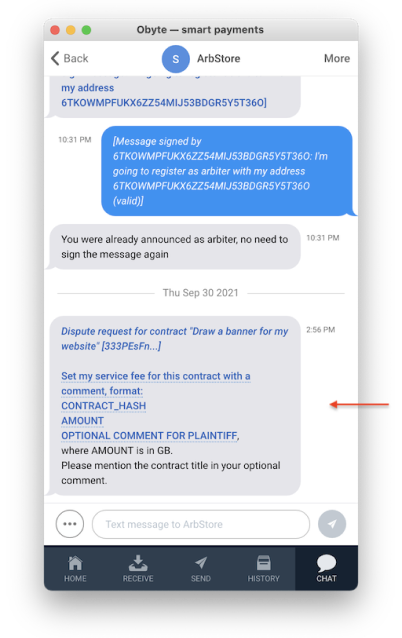 Obyte — smart payments
Back
S
ArbStore
More
my address
6TKOWMPFUKX6ZZ54MIJ53BDGR5Y5T36O]
10:31 PM
[Message signed by
6TKOWMPFUKX6ZZ54MIJ53BDGR5Y5T36O: I'm
going to register as arbiter with my address
6TKOWMPFUKX6ZZ54MIJ53BDGR5Y5T36O
(valid)]
You were already announced as arbiter, no need to
sign the message again
10:31 PM
Thu Sep 30 2021
Dispute request for contract "Draw a banner for my
website" [333PEsFn...]
2:56 PM
Set my service fee for this contract with a
comment, format:
CONTRACT_HASH
AMOUNT
OPTIONAL COMMENT FOR PLAINTIFF,
where AMOUNT is in GB.
Please mention the contract title in your optional
comment.
Text message to ArbStore
HOME
RECEIVE
SEND
HISTORY
CHAT